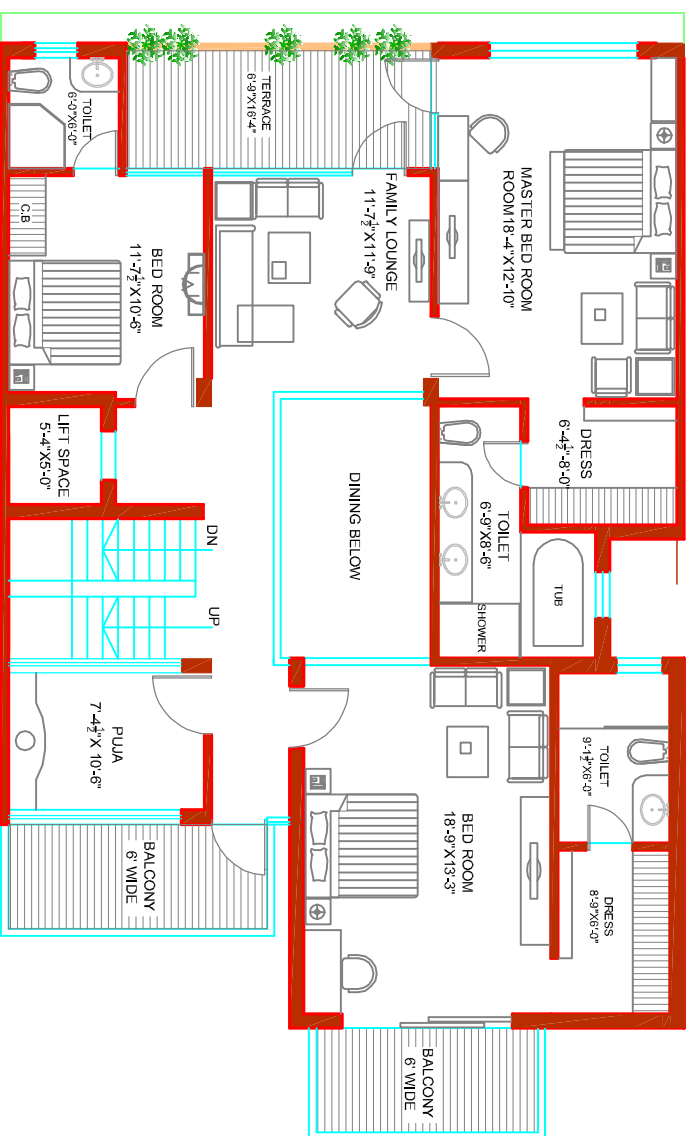 TOILET
6'-0"X6'-0"
TERRACE
6'-9"X16'-4"
MASTER BED ROOM
ROOM18'-4"X12'-10"
FAMILY LOUNGE
11'-7½"X11'-9"
C.B
BED ROOM
11'-7½"X10'-6"
LIFT SPACE
5'-4"X5'-0"
DRESS
6'-4½"-8'-0"
DINING BELOW
TOILET
6'-9"X8'-6"
DN
UP
TUB
SHOWER
PUJA
7'-4½"X 10'-6"
TOILET
9'-1½"X6'-0"
BED ROOM
18'-9"X13'-3"
BALCONY
6' WIDE
DRESS
8'-9"X6'-0"
BALCONY
6' WIDE